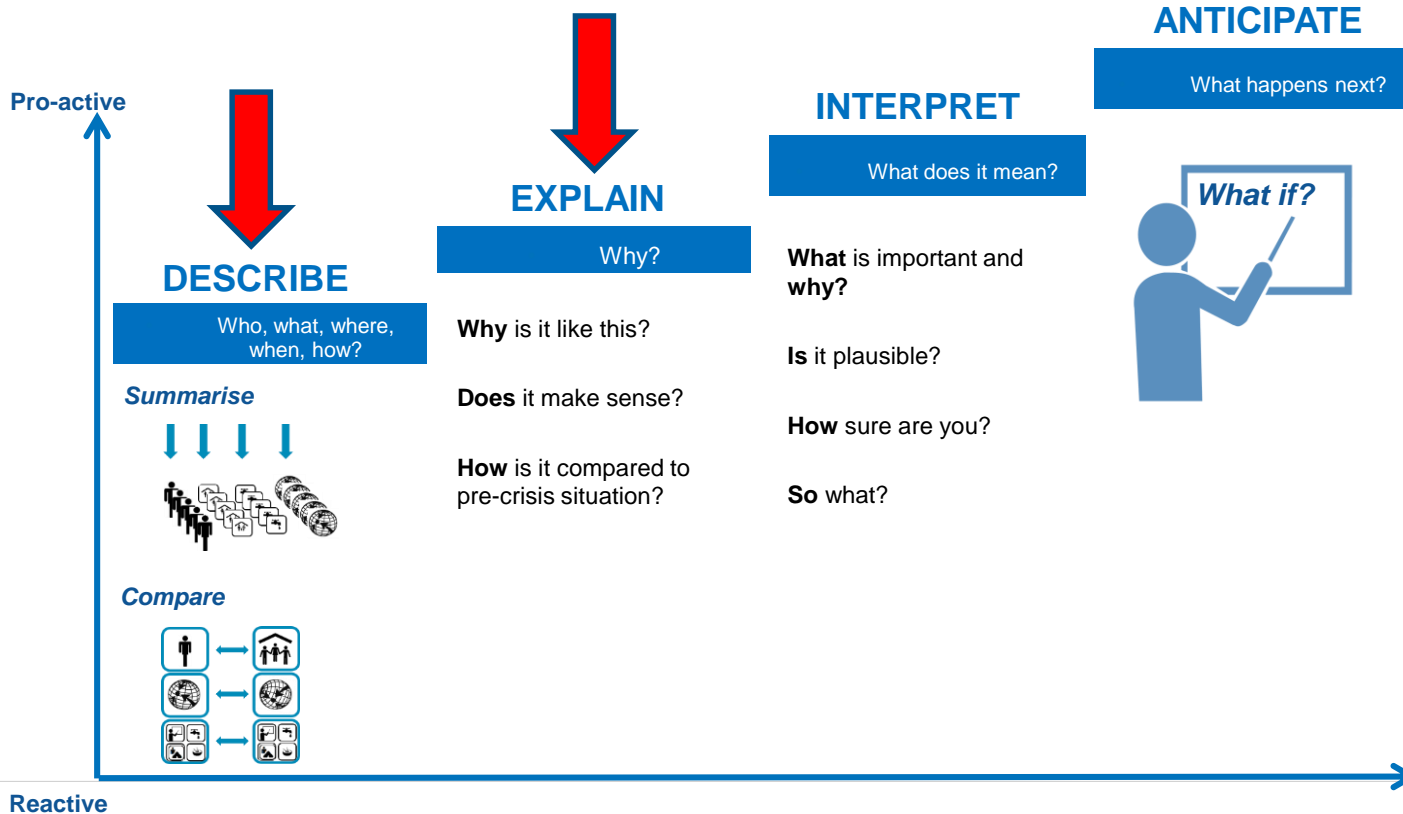 Pro-active
DESCRIBE
Who, what, where,
when, how?
Summarise
Compare
EXPLAIN
Why?
Why is it like this?
Does it make sense?
How is it compared to
pre-crisis situation?
INTERPRET
What does it mean?
What is important and
why?
Is it plausible?
How sure are you?
So what?
ANTICIPATE
What happens next?
What if?
Reactive